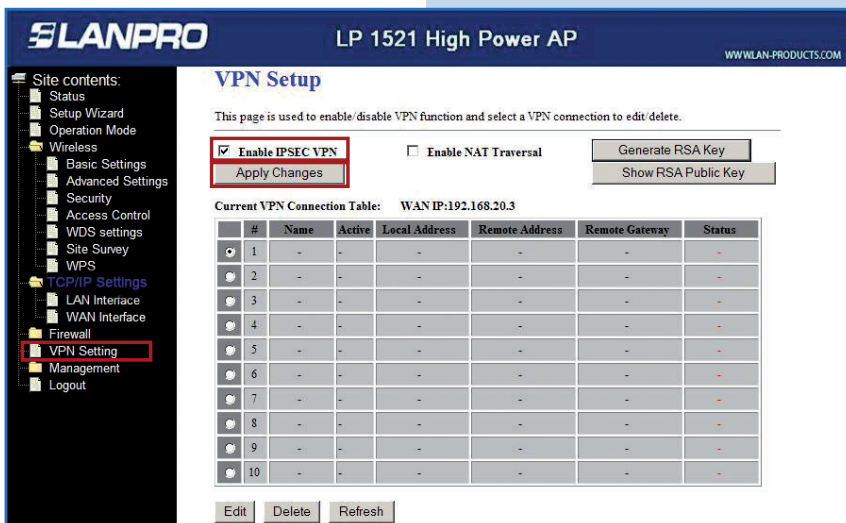 LANPRO
LP 1521 High Power AP
WWW.LAN-PRODUCTS.COM
Site contents:
Status
Setup Wizard
Operation Mode
Wireless
Basic Settings
Advanced Settings
Security
Access Control
WDS settings
Site Survey
WPS
TCP/IP Settings
LAN Interface
WAN Interface
Firewall
VPN Setting
Management
Logout
VPN Setup
This page is used to enable/disable VPN function and select a VPN connection to edit/delete.
Enable IPSEC VPN Enable NAT Traversal Generate RSA Key
Apply Changes Show RSA Public Key
Current VPN Connection Table: WAN IP:192.168.20.3
# Name Active Local Address Remote Address Remote Gateway Status
1 - - - - - -
2 - - - - - -
3 - - - - - -
4 - - - - - -
5 - - - - - -
6 - - - - - -
7 - - - - - -
8 - - - - - -
9 - - - - - -
10 - - - - - -
Edit Delete Refresh